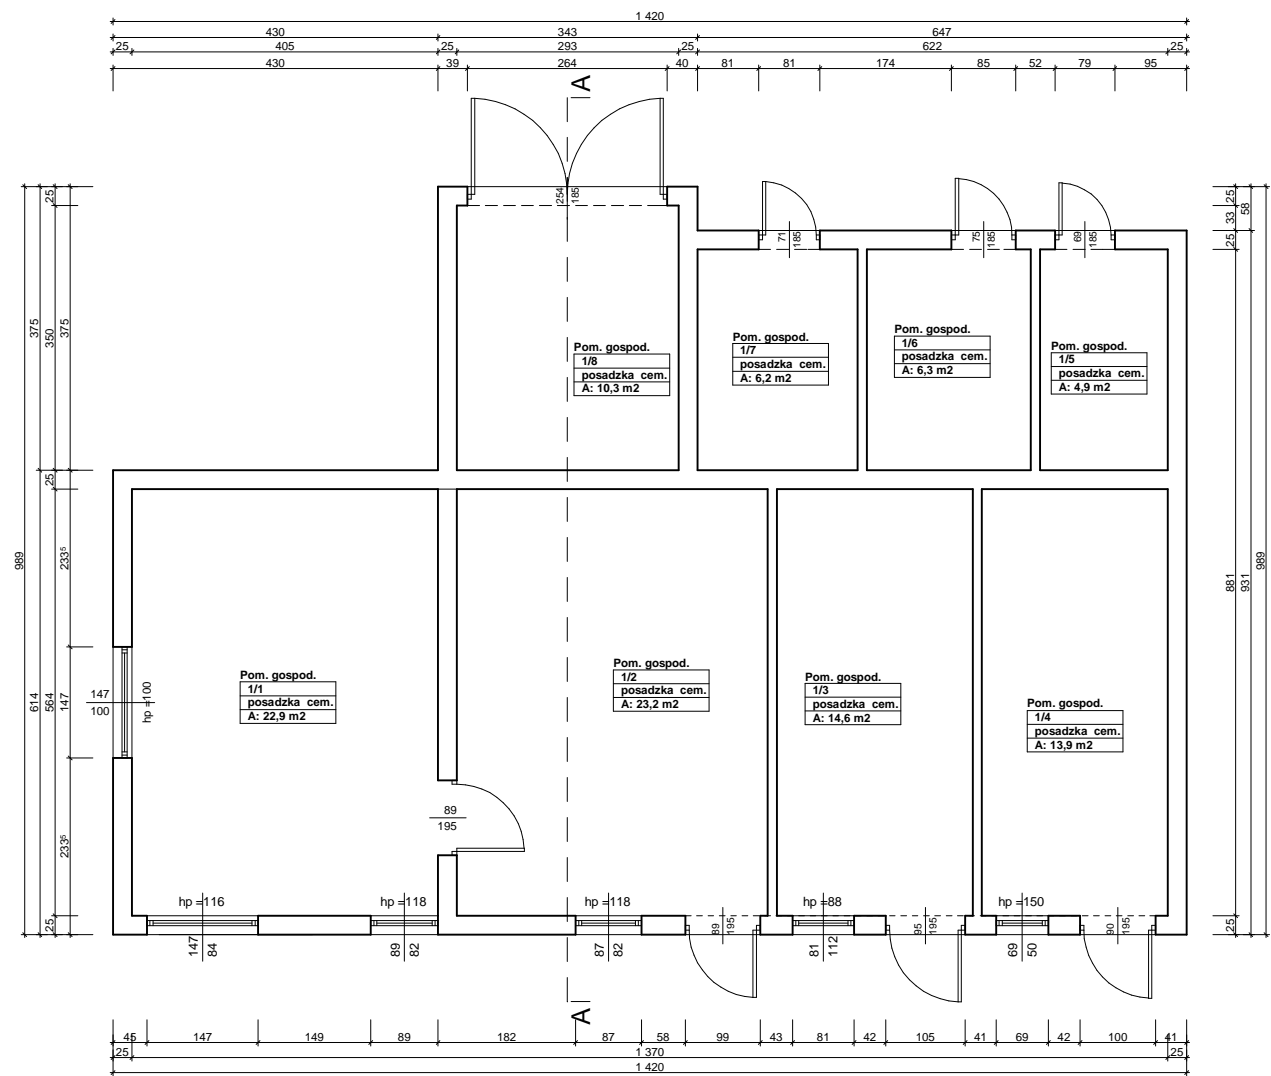 1 420
430 343 647
25 405 25 293 25 622 25
430 39 264 40 81 81 174 85 52 79 95
A
254
185
71
185
75
185
69
185
25
350
375
375
25
33
25
58
Pom. gospod.
1/8
posadzka cem.
A: 10,3 m2
Pom. gospod.
1/7
posadzka cem.
A: 6,2 m2
Pom. gospod.
1/6
posadzka cem.
A: 6,3 m2
Pom. gospod.
1/5
posadzka cem.
A: 4,9 m2
989
614
25
564
25
233⁵
147
233⁵
881
931
989
25
147
100
hp =100
Pom. gospod.
1/1
posadzka cem.
A: 22,9 m2
Pom. gospod.
1/2
posadzka cem.
A: 23,2 m2
Pom. gospod.
1/3
posadzka cem.
A: 14,6 m2
Pom. gospod.
1/4
posadzka cem.
A: 13,9 m2
89
195
hp =116
hp =118
hp =118
hp =88
hp =150
147
84
89
82
87
82
89
195
81
112
95
195
69
50
90
195
A
45 147 149 89 182 87 58 99 43 81 42 105 41 69 42 100 41
25 1 370 25
1 420